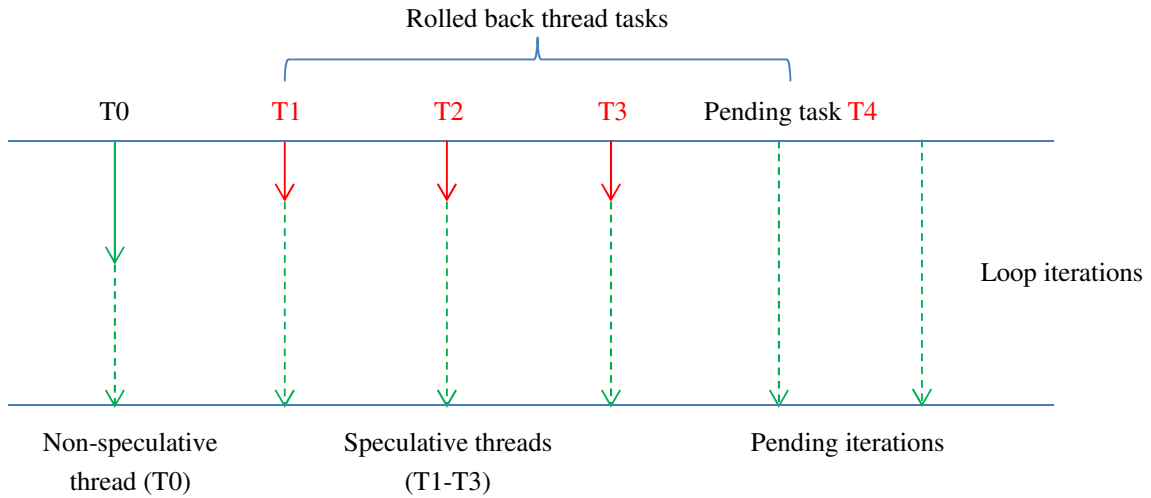 Rolled back thread tasks
T0 T1 T2 T3 Pending task T4
Loop iterations
Non-speculative
thread (T0)
Speculative threads
(T1-T3)
Pending iterations